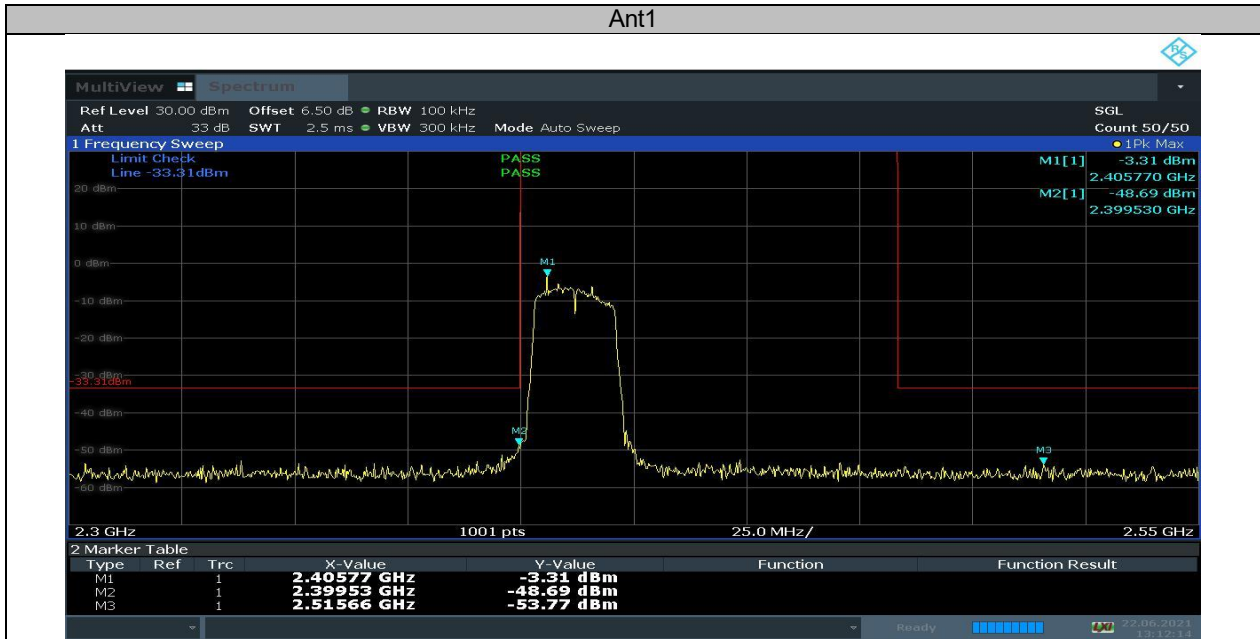 Ant1
R&S
MultiView Spectrum
Ref Level 30.00 dBm Offset 6.50 dB RBW 100 kHz SGL
Att 33 dB SWT 2.5 ms VBW 300 kHz Mode Auto Sweep Count 50/50
1 Frequency Sweep 1Pk Max
Limit Check PASS M1[1] -3.31 dBm
Line -33.31dBm PASS 2.405770 GHz
20 dBm M2[1] -48.69 dBm
2.399530 GHz
10 dBm
0 dBm
M1
-10 dBm
-20 dBm
-30 dBm
-33.31dBm
-40 dBm
M2
-50 dBm
M3
-60 dBm
2.3 GHz 1001 pts 25.0 MHz/ 2.55 GHz
2 Marker Table
Type Ref Trc X-Value Y-Value Function Function Result
M1 1 2.40577 GHz -3.31 dBm
M2 1 2.39953 GHz -48.69 dBm
M3 1 2.51566 GHz -53.77 dBm
Ready 22.06.2021
13:12:14